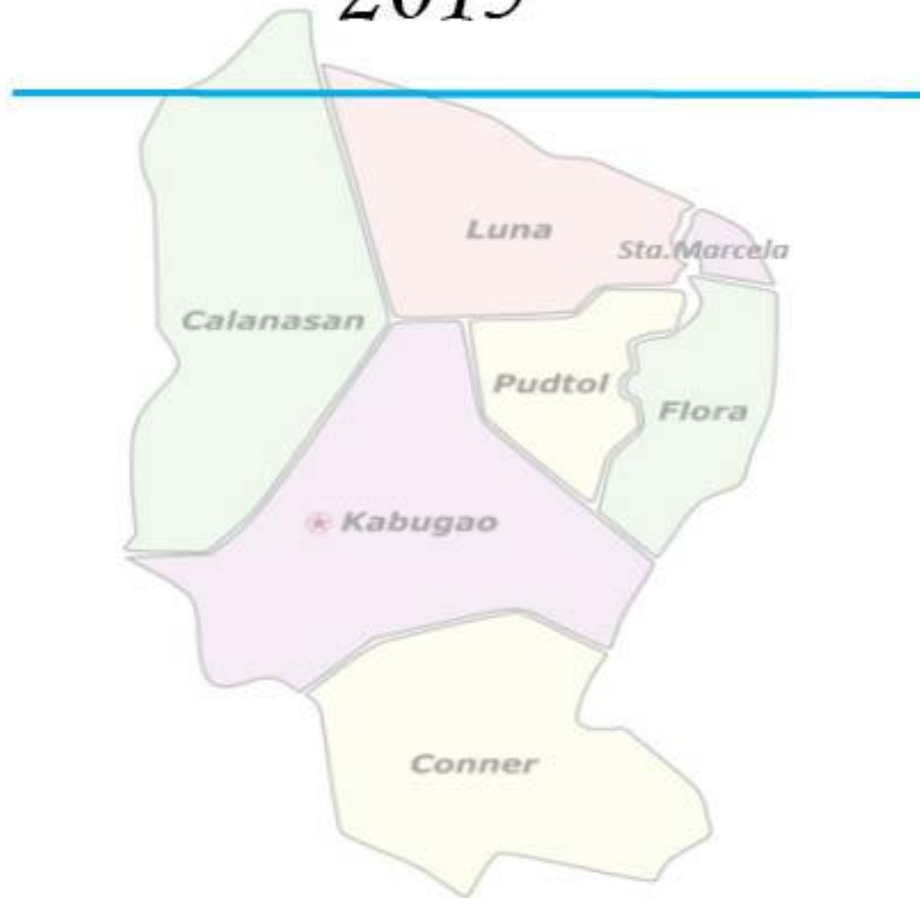 Luna
Sta.Marcela
Calanasan
Pudtol
Flora
Kabugao
Conner